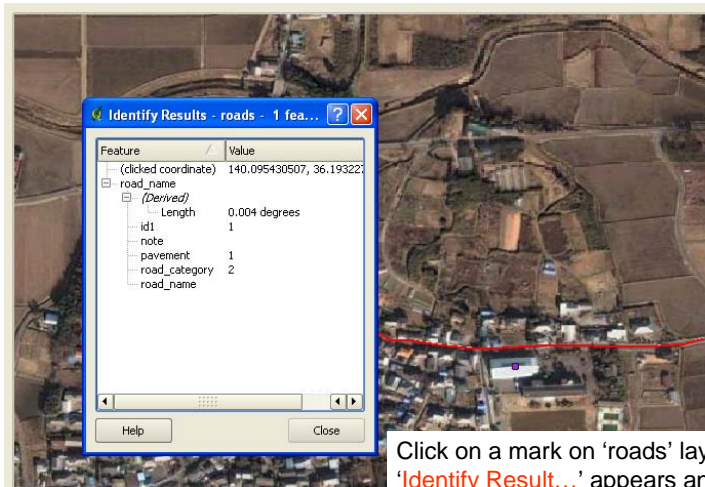 Identify Results - roads - 1 fea...
Feature Value
(clicked coordinate) 140.095430507, 36.193227
road_name
(Derived)
Length 0.004 degrees
id1 1
note
pavement 1
road_category 2
road_name
Help Close
Click on a mark on ‘roads’ lay
‘Identify Result…’ appears an